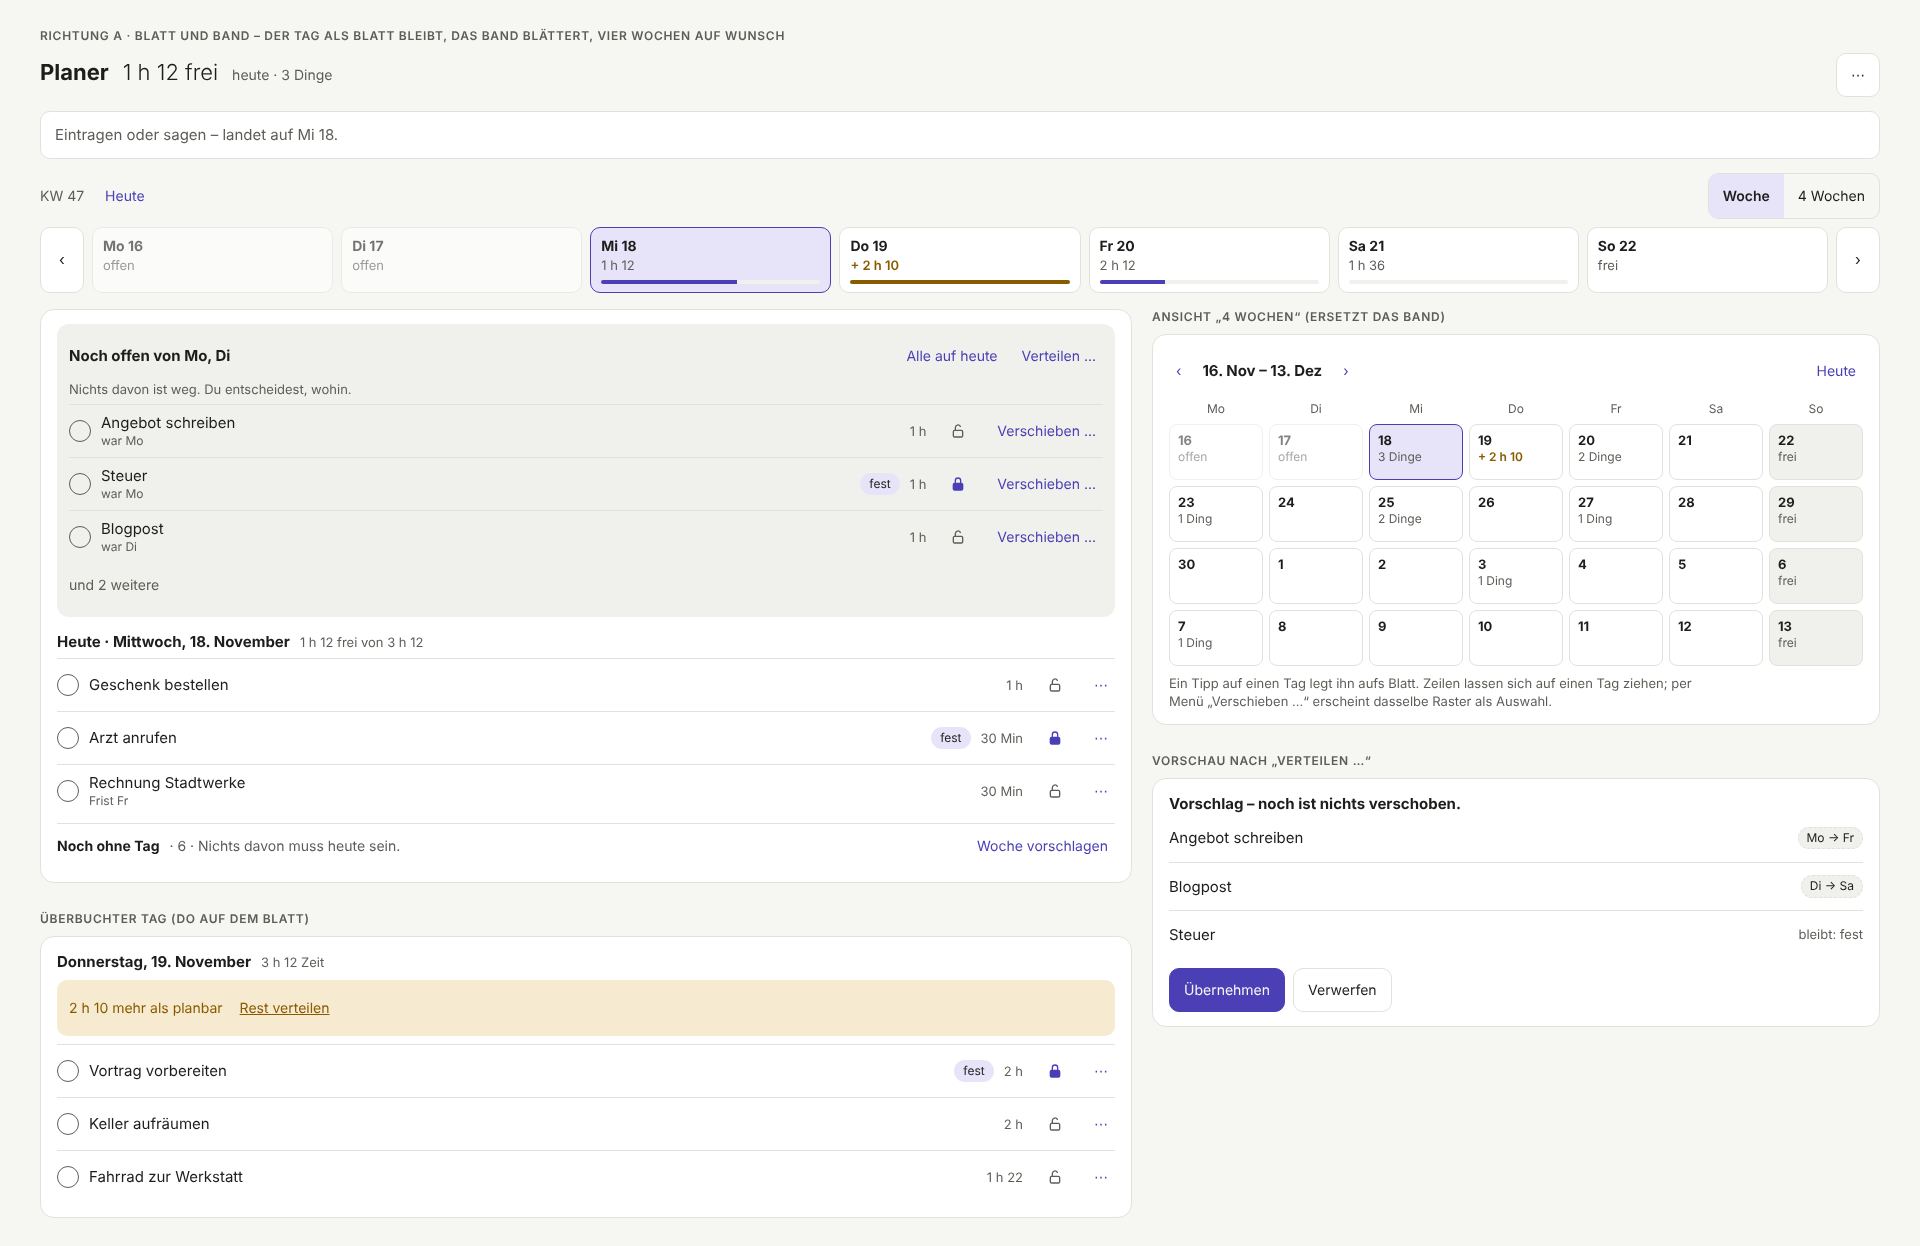 RICHTUNG A · BLATT UND BAND – DER TAG ALS BLATT BLEIBT, DAS BAND BLÄTTERT, VIER WOCHEN AUF WUNSCH
Planer 1 h 12 frei heute · 3 Dinge
...
Eintragen oder sagen – landet auf Mi 18.
KW 47 Heute
Woche 4 Wochen
‹
Mo 16
offen
Di 17
offen
Mi 18
1 h 12
Do 19
+ 2 h 10
Fr 20
2 h 12
Sa 21
1 h 36
So 22
frei
›
Noch offen von Mo, Di Alle auf heute Verteilen ...
Nichts davon ist weg. Du entscheidest, wohin.
Angebot schreiben
war Mo
1 h Verschieben ...
Steuer
war Mo
fest 1 h Verschieben ...
Blogpost
war Di
1 h Verschieben ...
und 2 weitere
Heute · Mittwoch, 18. November 1 h 12 frei von 3 h 12
Geschenk bestellen 1 h ...
Arzt anrufen fest 30 Min ...
Rechnung Stadtwerke
Frist Fr
30 Min ...
Noch ohne Tag · 6 · Nichts davon muss heute sein. Woche vorschlagen
ÜBERBUCHTER TAG (DO AUF DEM BLATT)
Donnerstag, 19. November 3 h 12 Zeit
2 h 10 mehr als planbar Rest verteilen
Vortrag vorbereiten fest 2 h ...
Keller aufräumen 2 h ...
Fahrrad zur Werkstatt 1 h 22 ...
ANSICHT „4 WOCHEN“ (ERSETZT DAS BAND)
‹ 16. Nov – 13. Dez › Heute
Mo Di Mi Do Fr Sa So
16 17 18 19 20 21 22
offen offen 3 Dinge + 2 h 10 2 Dinge frei
23 24 25 26 27 28 29
1 Ding 2 Dinge 1 Ding frei
30 1 2 3 4 5 6
1 Ding frei
7 8 9 10 11 12 13
1 Ding frei
Ein Tipp auf einen Tag legt ihn aufs Blatt. Zeilen lassen sich auf einen Tag ziehen; per
Menü „Verschieben ...“ erscheint dasselbe Raster als Auswahl.
VORSCHAU NACH „VERTEILEN ...“
Vorschlag – noch ist nichts verschoben.
Angebot schreiben Mo → Fr
Blogpost Di → Sa
Steuer bleibt: fest
Übernehmen Verwerfen